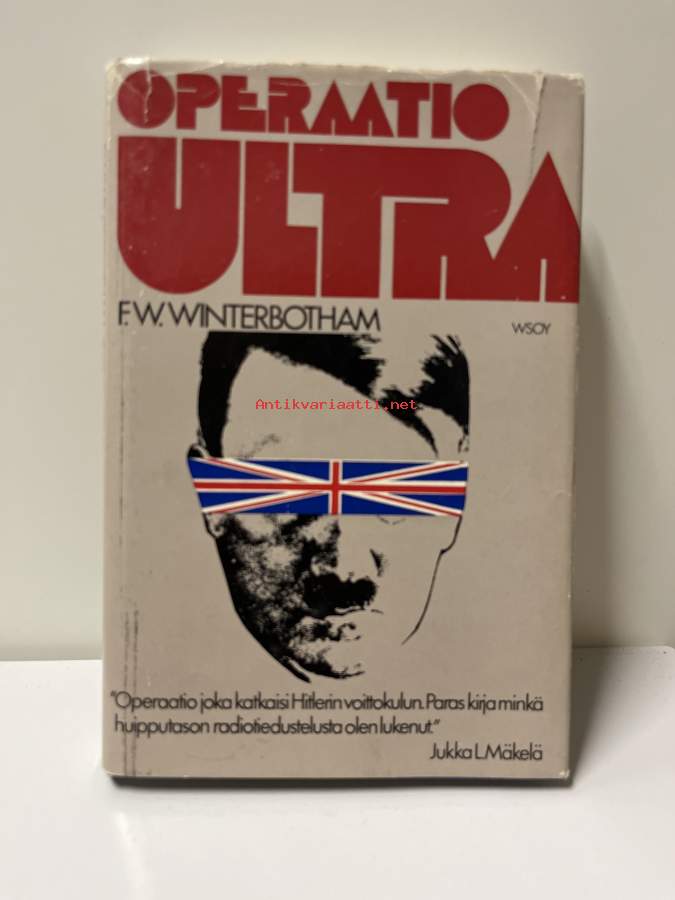 OPERAATIO
ULTRA
F. W. WINTERBOTHAM
WSOY
Antikvariaatti.net
"Operaatio joka katkaisi Hitlerin voittokulun. Paras kirja minkä
huipputason radiotiedustelusta olen lukenut."
Jukka L Mäkelä